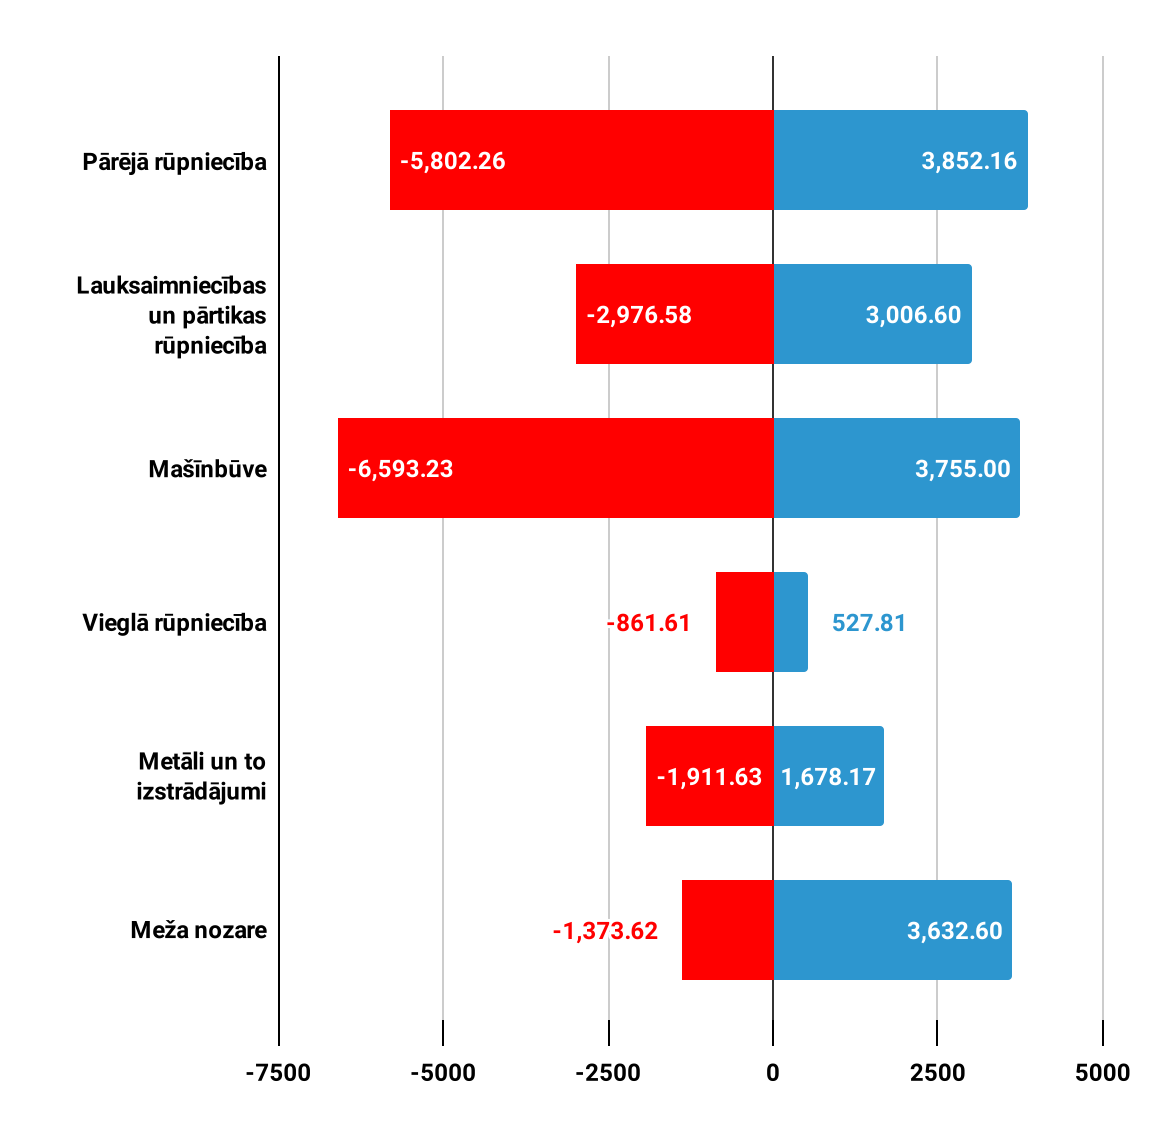 Pārējā rūpniecība
-5,802.26
3,852.16
Lauksaimniecības
un pārtikas
rūpniecība
-2,976.58
3,006.60
Mašīnbūve
-6,593.23
3,755.00
Vieglā rūpniecība
-861.61
527.81
Metāli un to
izstrādājumi
-1,911.63
1,678.17
Meža nozare
-1,373.62
3,632.60
-7500
-5000
-2500
0
2500
5000